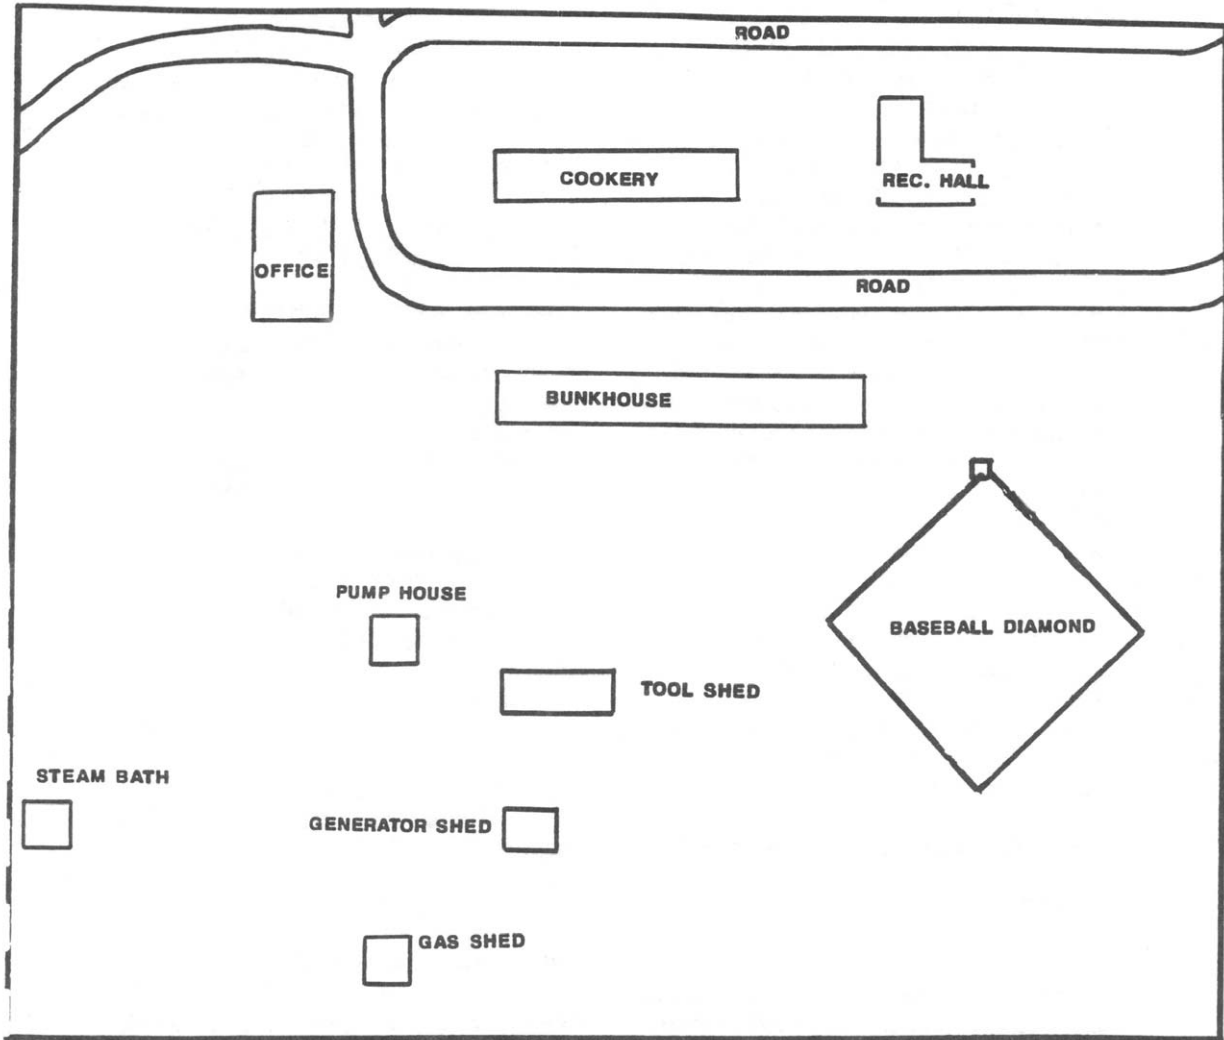 ROAD
COOKERY
REC. HALL
OFFICE
ROAD
BUNKHOUSE
PUMP HOUSE
BASEBALL DIAMOND
TOOL SHED
STEAM BATH
GENERATOR SHED
GAS SHED